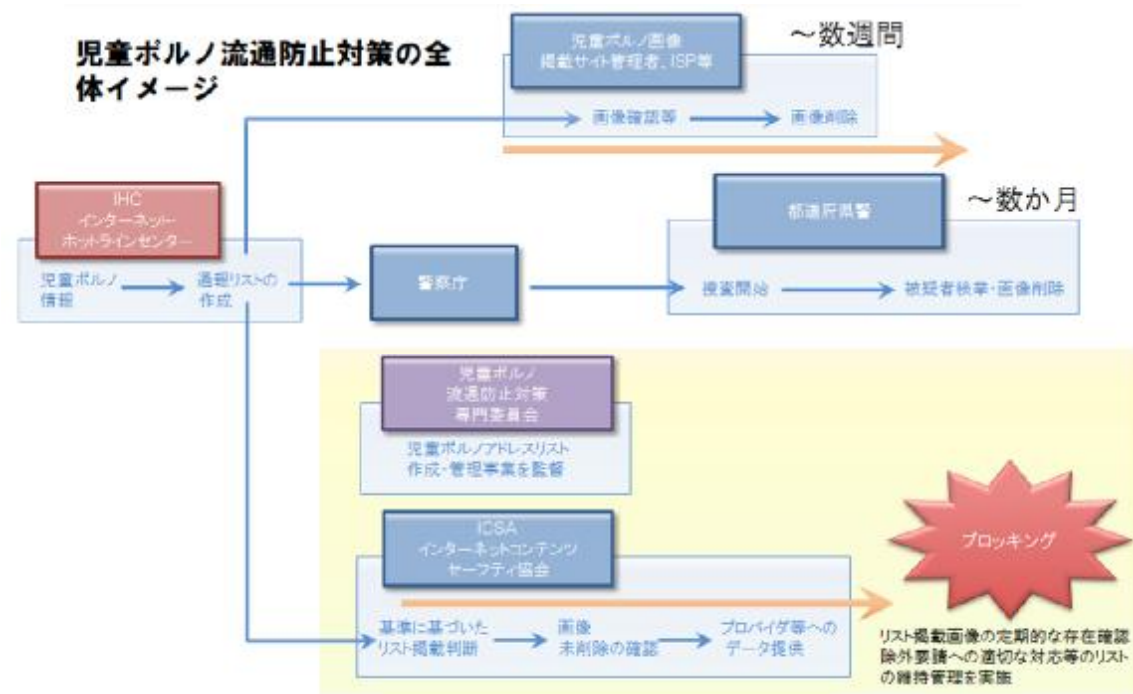 児童ポルノ流通防止対策の全
体イメージ
児童ポルノ画像
掲載サイト管理者、ISP等
～数週間
画像確認等
画像削除
IHC
インターネット
ホットラインセンター
児童ポルノ
情報
通報リストの
作成
警察庁
都道府県警
～数か月
捜査開始
被疑者検挙・画像削除
児童ポルノ
流通防止対策
専門委員会
児童ポルノアドレスリスト
作成・管理事業を監督
ICSA
インターネットコンテンツ
セーフティ協会
基準に基づいた
リスト掲載判断
画像
未削除の確認
プロバイダ等への
データ提供
ブロッキング
リスト掲載画像の定期的な存在確認
除外要請への適切な対応等のリスト
の維持管理を実施